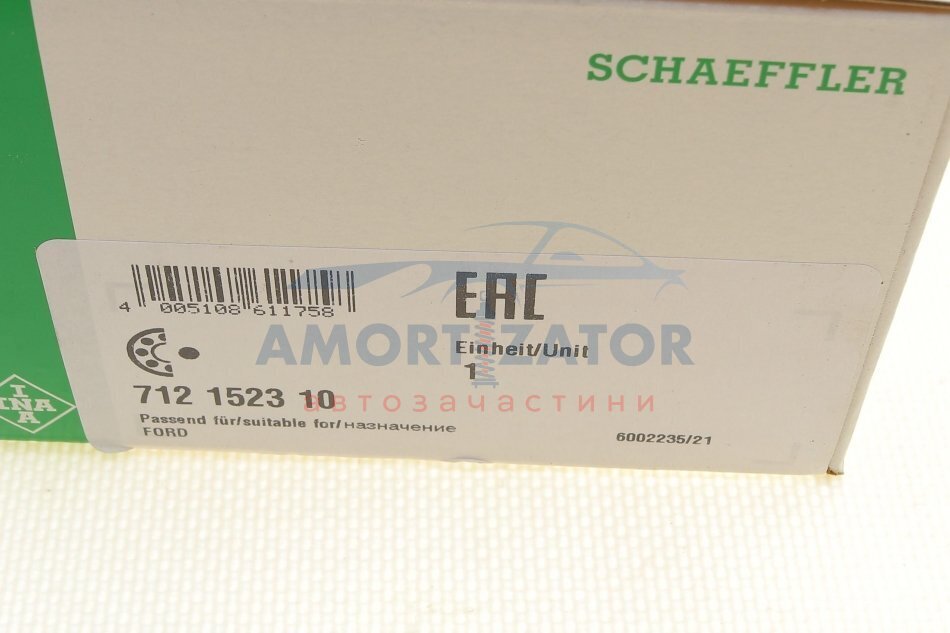 SCHAEFFLER
4 005108 611758
EAC
AMORTIZATOR
Einheit/Unit
1
712 1523 10
автозачастини
Passend für/suitable for/назначение
FORD
6002235/21
I
INA
A